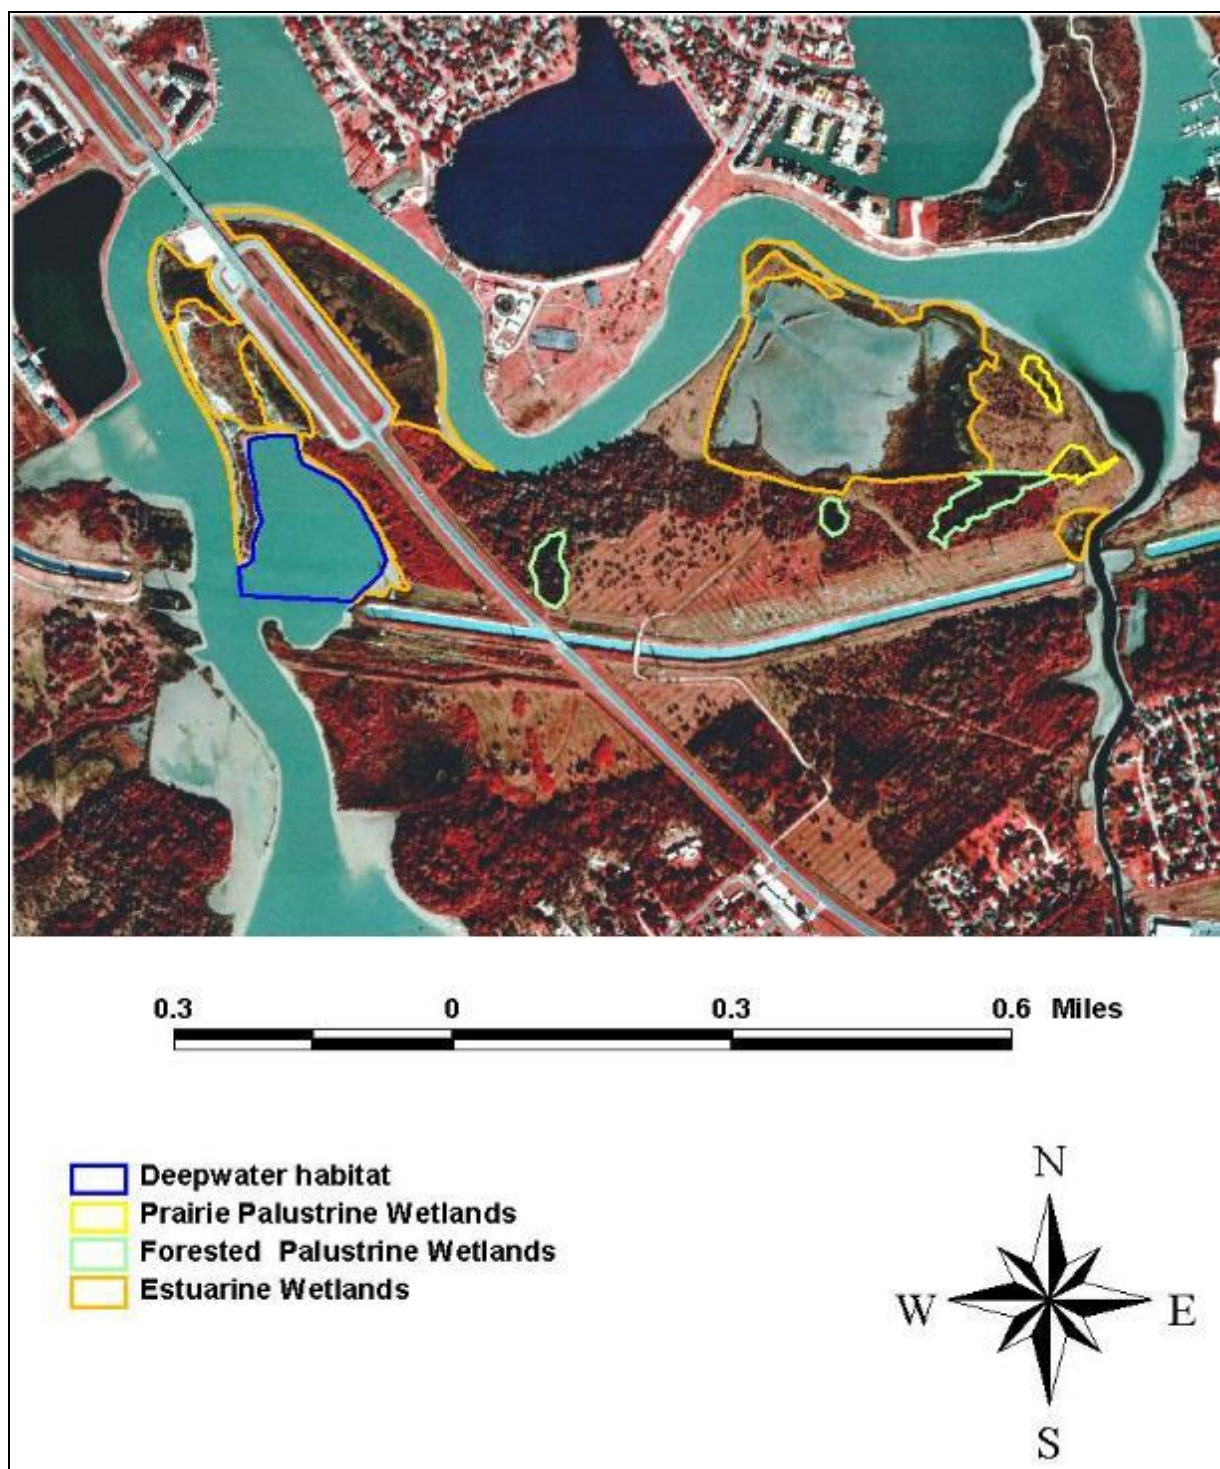 0.3 0 0.3 0.6 Miles
Deepwater habitat
Prairie Palustrine Wetlands
Forested Palustrine Wetlands
Estuarine Wetlands
N
W E
S